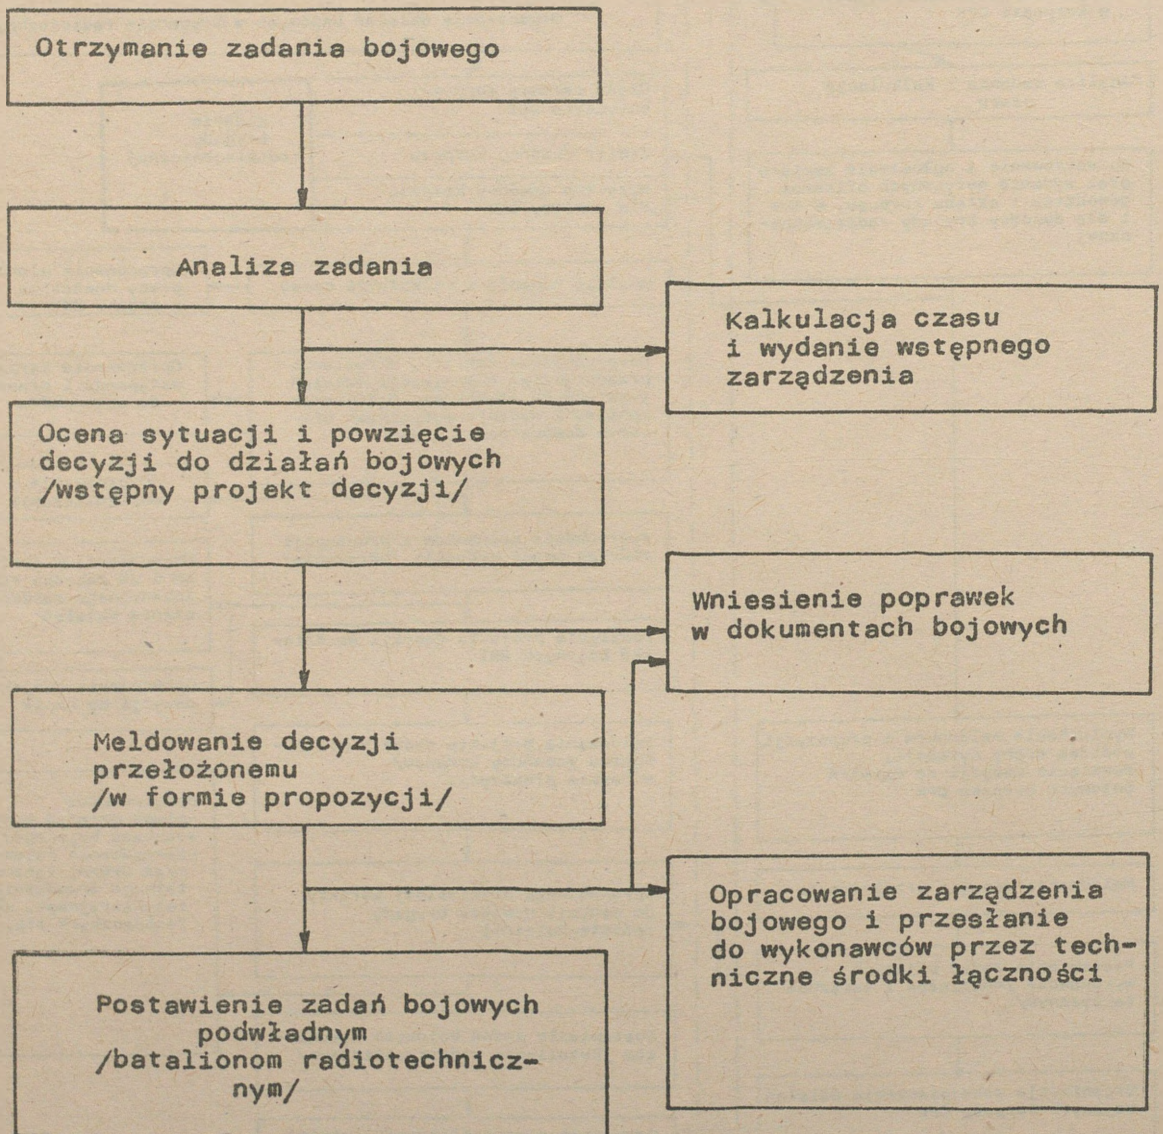 Otrzymanie zadania bojowego
Analiza zadania
Kalkulacja czasu
i wydanie wstępnego
zarządzenia
Ocena sytuacji i powzięcie
decyzji do działań bojowych
/wstępny projekt decyzji/
Wniesienie poprawek
w dokumentach bojowych
Meldowanie decyzji
przełożonemu
/w formie propozycji/
Opracowanie zarządzenia
bojowego i przesłanie
do wykonawców przez tech-
niczne środki łączności
Postawienie zadań bojowych
podwładnym
/batalionom radiotechnicz-
nym/